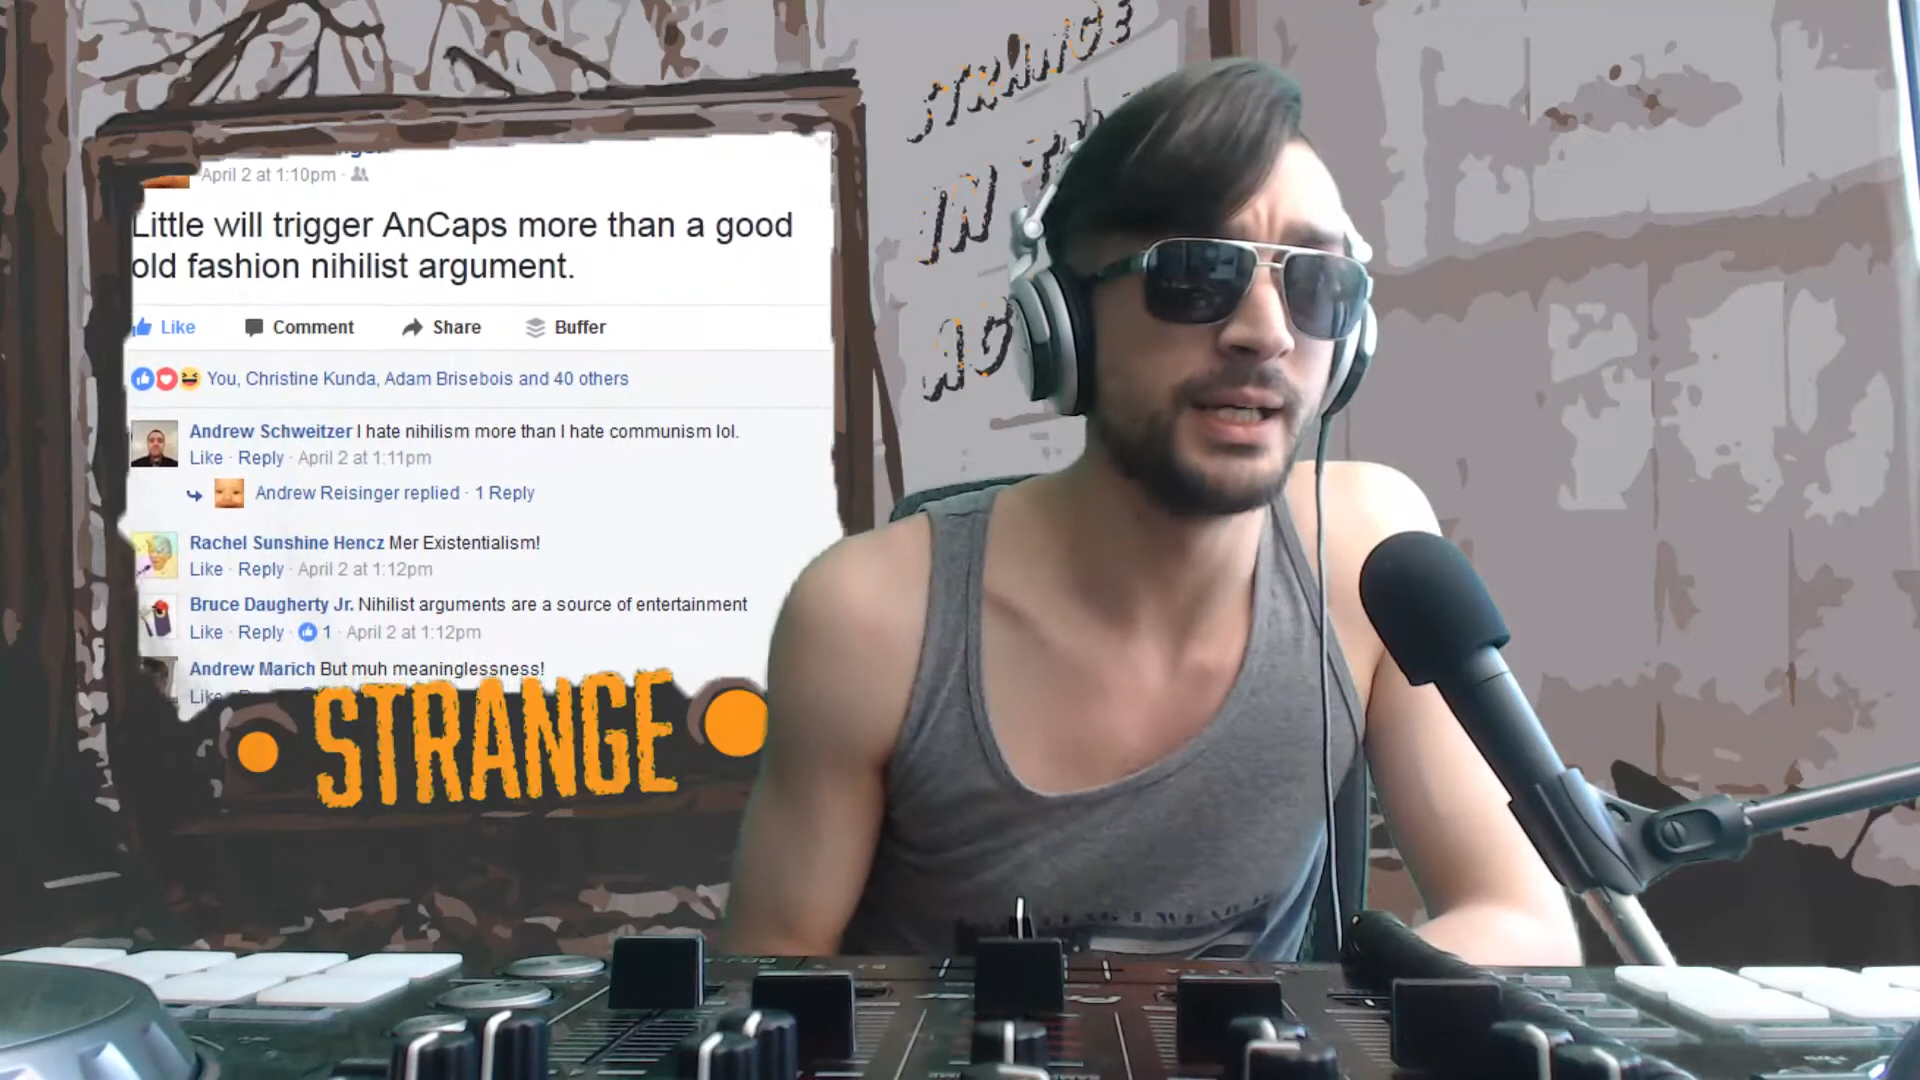 April 2 at 1:10pm ·
Little will trigger AnCaps more than a good
old fashion nihilist argument.
Like Comment Share Buffer
You, Christine Kunda, Adam Brisebois and 40 others
Andrew Schweitzer I hate nihilism more than I hate communism lol.
Like · Reply · April 2 at 1:11pm
Andrew Reisinger replied · 1 Reply
Rachel Sunshine Hencz Mer Existentialism!
Like · Reply · April 2 at 1:12pm
Bruce Daugherty Jr. Nihilist arguments are a source of entertainment
Like · Reply · 1 · April 2 at 1:12pm
Andrew Marich But muh meaninglessness!
Like
STRANGE
STRANGE
IN